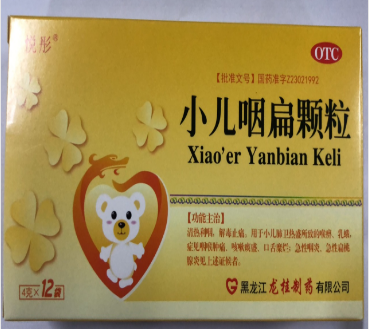 悦彤®
OTC
【批准文号】国药准字Z23021992
小儿咽扁颗粒
Xiao'er Yanbian Keli
【功能主治】
清热利咽，解毒止痛。用于小儿肺卫热盛所致的喉痹、乳蛾，
症见咽喉肿痛、咳嗽痰盛、口舌糜烂；急性咽炎、急性扁桃
腺炎见上述证候者。
4克×12袋
黑龙江龙桂制药有限公司